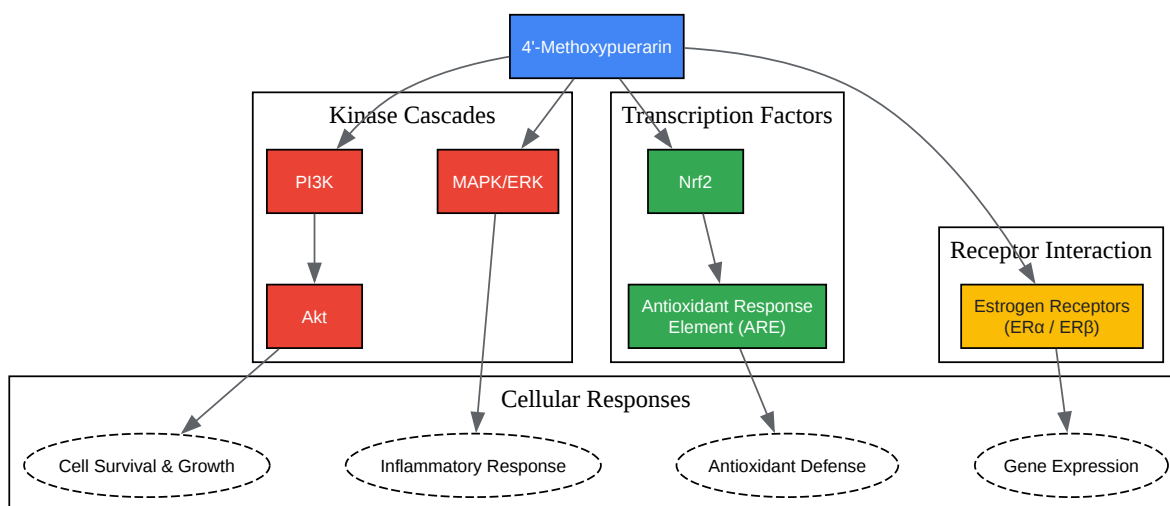 4'-Methoxypuerarin
Kinase Cascades
Transcription Factors
PI3K
MAPK/ERK
Nrf2
Receptor Interaction
Akt
Antioxidant Response
Element (ARE)
Estrogen Receptors
(ERα / ERβ)
Cellular Responses
Cell Survival & Growth
Inflammatory Response
Antioxidant Defense
Gene Expression